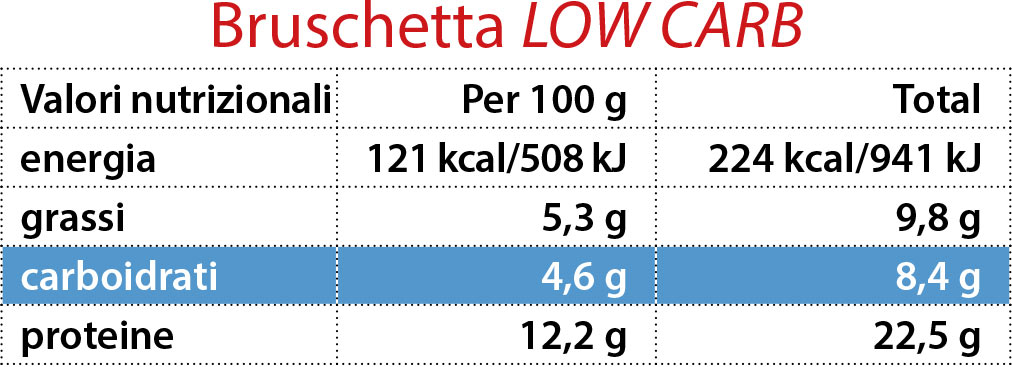 Bruschetta LOW CARB
Valori nutrizionali Per 100 g Total
energia 121 kcal/508 kJ 224 kcal/941 kJ
grassi 5,3 g 9,8 g
carboidrati 4,6 g 8,4 g
proteine 12,2 g 22,5 g